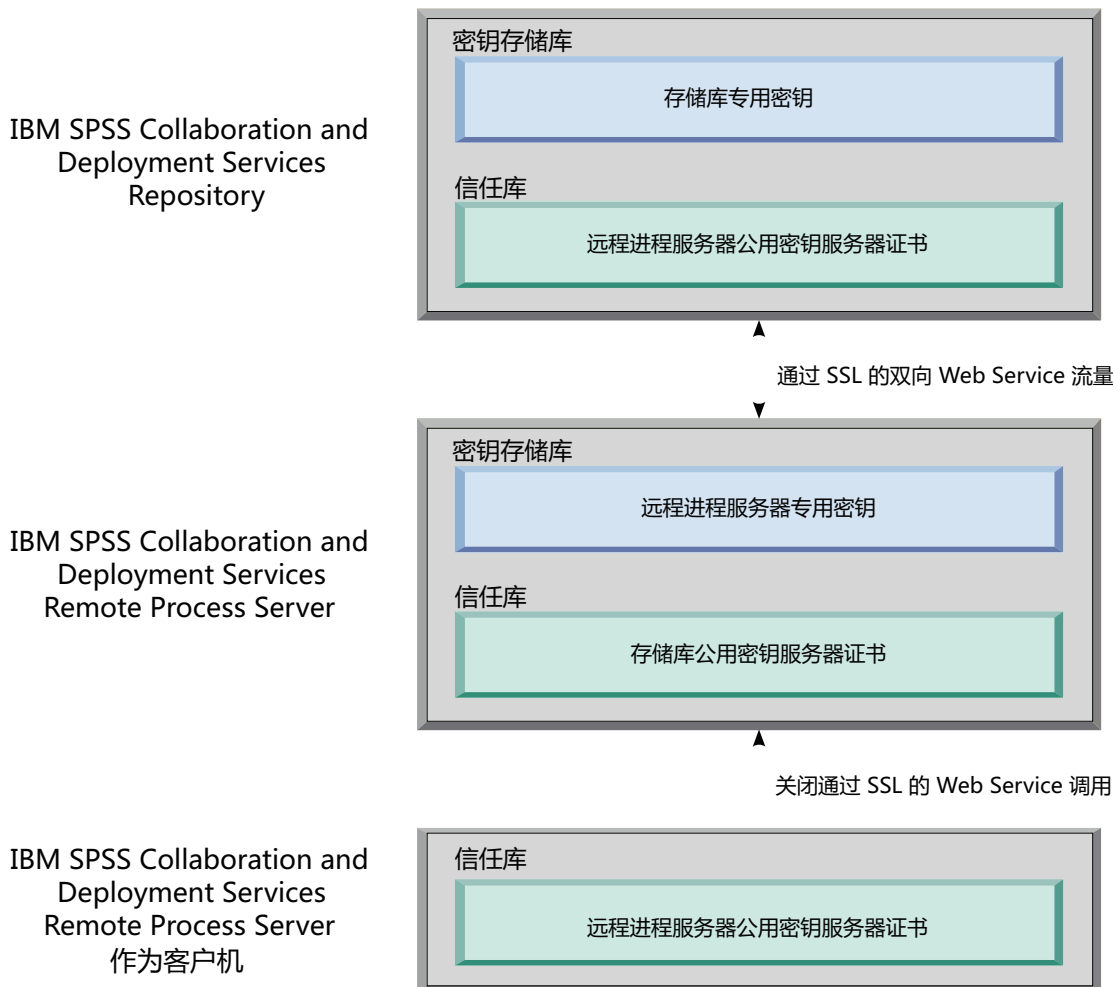 密钥存储库
存储库专用密钥
IBM SPSS Collaboration and
Deployment Services
Repository
信任库
远程进程服务器公用密钥服务器证书
通过 SSL 的双向 Web Service 流量
密钥存储库
远程进程服务器专用密钥
IBM SPSS Collaboration and
Deployment Services
Remote Process Server
信任库
存储库公用密钥服务器证书
关闭通过 SSL 的 Web Service 调用
IBM SPSS Collaboration and
Deployment Services
Remote Process Server
作为客户机
信任库
远程进程服务器公用密钥服务器证书